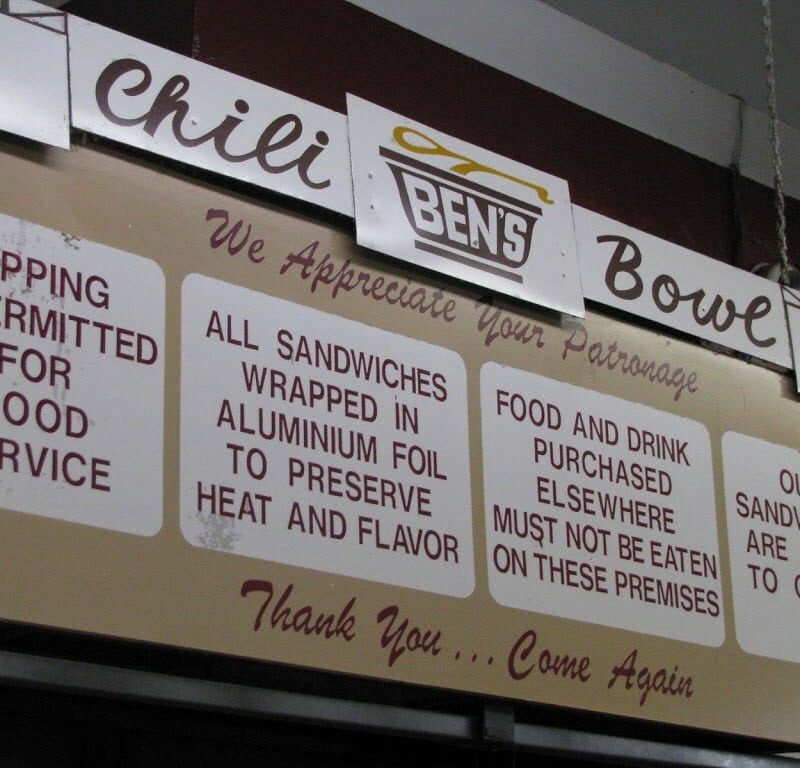 Chili BEN'S Bowl
We Appreciate Your Patronage
PPING
ERMITTED
FOR
OOD
RVICE
ALL SANDWICHES
WRAPPED IN
ALUMINIUM FOIL
TO PRESERVE
HEAT AND FLAVOR
FOOD AND DRINK
PURCHASED
ELSEWHERE
MUST NOT BE EATEN
ON THESE PREMISES
OU
SANDW
ARE
TO
Thank You... Come Again